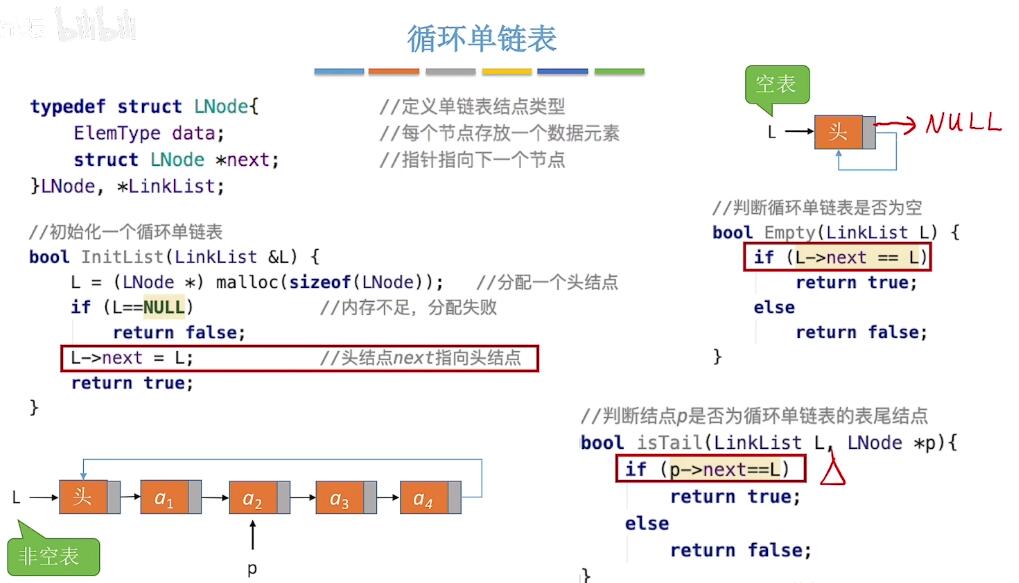 bilibili
循环单链表
typedef struct LNode{ //定义单链表结点类型
ElemType data; //每个节点存放一个数据元素
struct LNode *next; //指针指向下一个节点
}LNode, *LinkList;
//初始化一个循环单链表
bool InitList(LinkList &L) {
L = (LNode *) malloc(sizeof(LNode)); //分配一个头结点
if (L==NULL) //内存不足，分配失败
return false;
L->next = L; //头结点next指向头结点
return true;
}
空表
L 头 NULL
//判断循环单链表是否为空
bool Empty(LinkList L) {
if (L->next == L)
return true;
else
return false;
}
//判断结点p是否为循环单链表的表尾结点
bool isTail(LinkList L, LNode *p){
if (p->next==L)
return true;
else
return false;
}
L 头 a1 a2 a3 a4
非空表
p